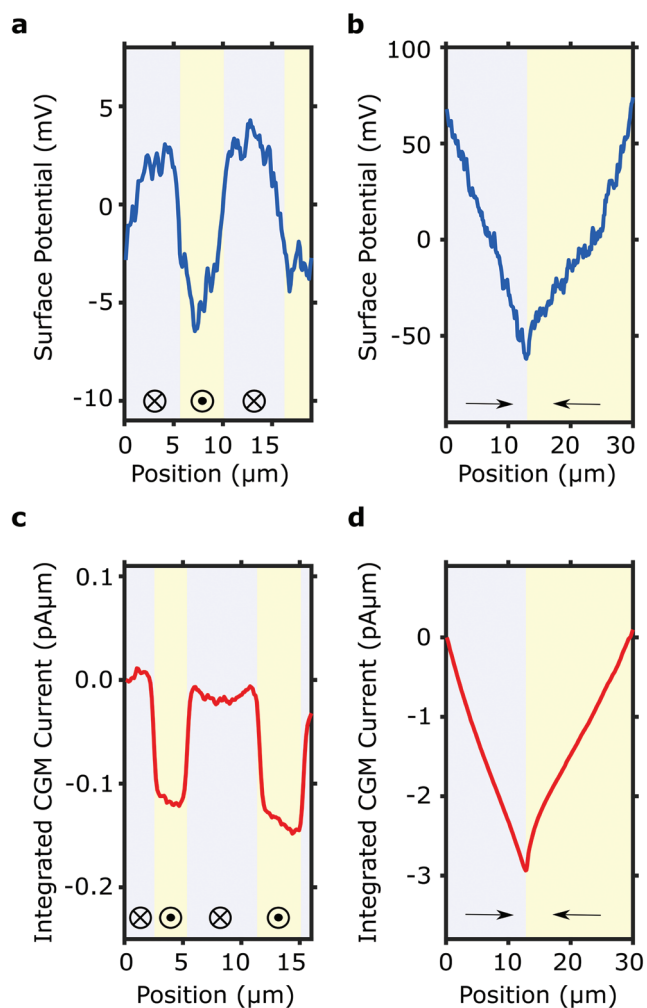 a
b
Surface Potential (mV)
5
0
-5
-10
0
5
10
15
Position (µm)
Surface Potential (mV)
100
50
0
-50
0
10
20
30
Position (µm)
c
d
Integrated CGM Current (pAµm)
0.1
0.0
-0.1
-0.2
0
5
10
15
Position (µm)
Integrated CGM Current (pAµm)
0
-1
-2
-3
0
10
20
30
Position (µm)